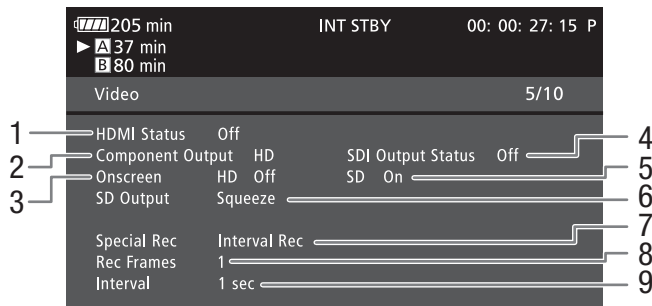 205 min INT STBY 00: 00: 27: 15 P
A 37 min
B 80 min
Video 5/10
1 HDMI Status Off
2 Component Output HD SDI Output Status Off 4
3 Onscreen HD Off SD On 5
SD Output Squeeze 6
Special Rec Interval Rec 7
Rec Frames 1 8
Interval 1 sec 9